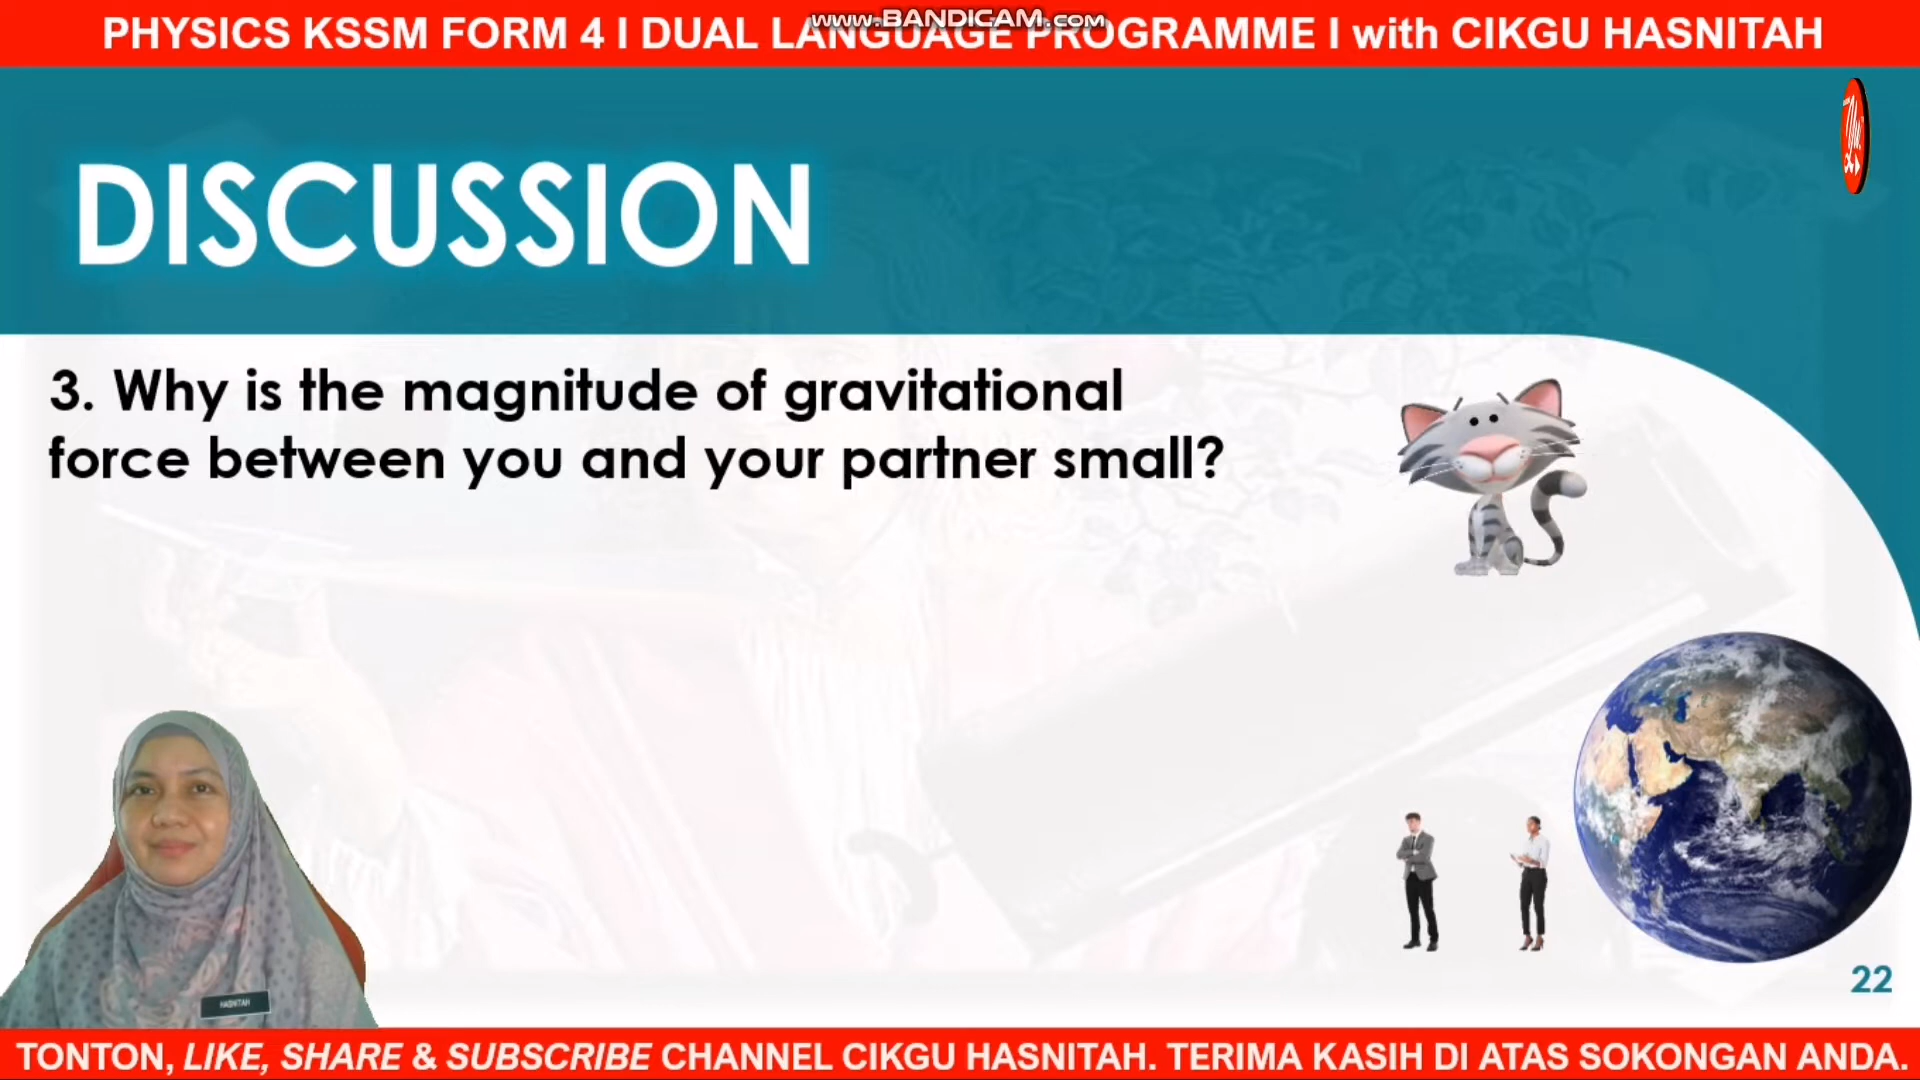 www.BANDICAM.com
PHYSICS KSSM FORM 4 I DUAL LANGUAGE PROGRAMME I with CIKGU HASNITAH
DISCUSSION
3. Why is the magnitude of gravitational
force between you and your partner small?
HASNITAH
22
TONTON, LIKE, SHARE & SUBSCRIBE CHANNEL CIKGU HASNITAH. TERIMA KASIH DI ATAS SOKONGAN ANDA.